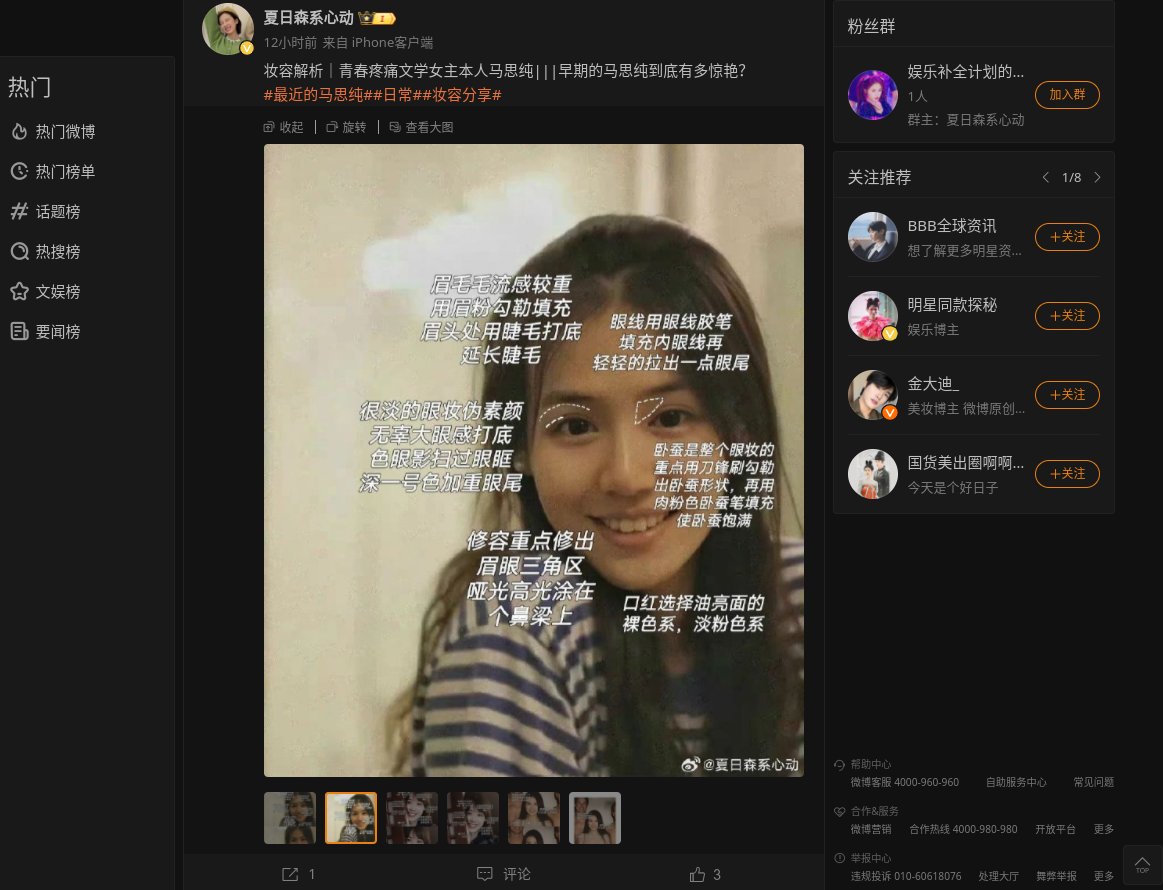 热门
热门微博
热门榜单
话题榜
热搜榜
文娱榜
要闻榜
夏日森系心动
12小时前 来自 iPhone客户端
妆容解析｜青春疼痛文学女主本人马思纯|||早期的马思纯到底有多惊艳?
#最近的马思纯##日常##妆容分享#
收起
旋转
查看大图
眉毛毛流感较重
用眉粉勾勒填充
眉头处用睫毛打底
延长睫毛
眼线用眼线胶笔
填充内眼线再
轻轻的拉出一点眼尾
很淡的眼妆伪素颜
无辜大眼感打底
色眼影扫过眼眶
深一号色加重眼尾
卧蚕是整个眼妆的
重点用刀锋刷勾勒
出卧蚕形状，再用
肉粉色卧蚕笔填充
使卧蚕饱满
修容重点修出
眉眼三角区
哑光高光涂在
个鼻梁上
口红选择油亮面的
裸色系，淡粉色系
@夏日森系心动
1
评论
3
粉丝群
娱乐补全计划的...
1人
群主：夏日森系心动
加入群
关注推荐
1/8
BBB全球资讯
想了解更多明星资...
+关注
明星同款探秘
娱乐博主
+关注
金大迪_
美妆博主 微博原创...
+关注
国货美出圈啊啊...
今天是个好日子
+关注
帮助中心
微博客服 4000-960-960 自助服务中心 常见问题
合作&服务
微博营销 合作热线 4000-980-980 开放平台 更多
举报中心
违规投诉 010-60618076 处理大厅 舞弊举报 更多
TOP